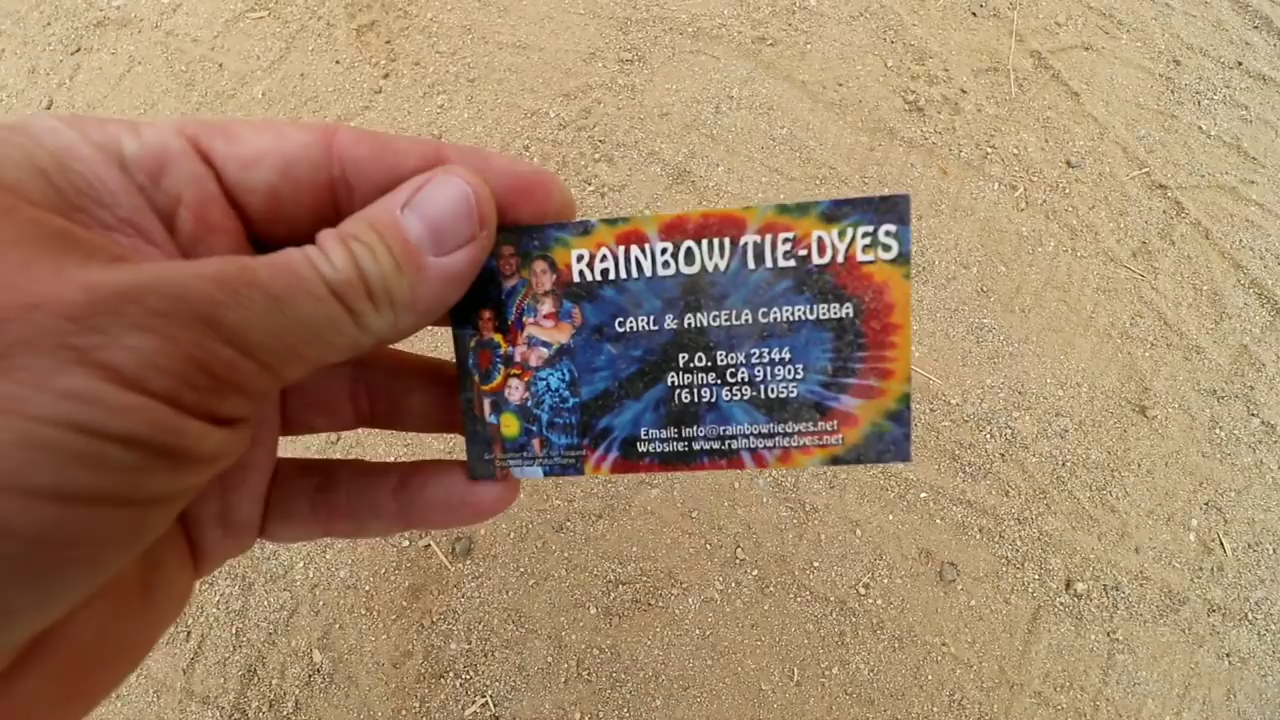 RAINBOW TIE-DYES
CARL & ANGELA CARRUBBA
P.O. Box 2344
Alpine, CA 91903
(619) 659-1055
Email: info@rainbowtiedyes.net
Website: www.rainbowtiedyes.net